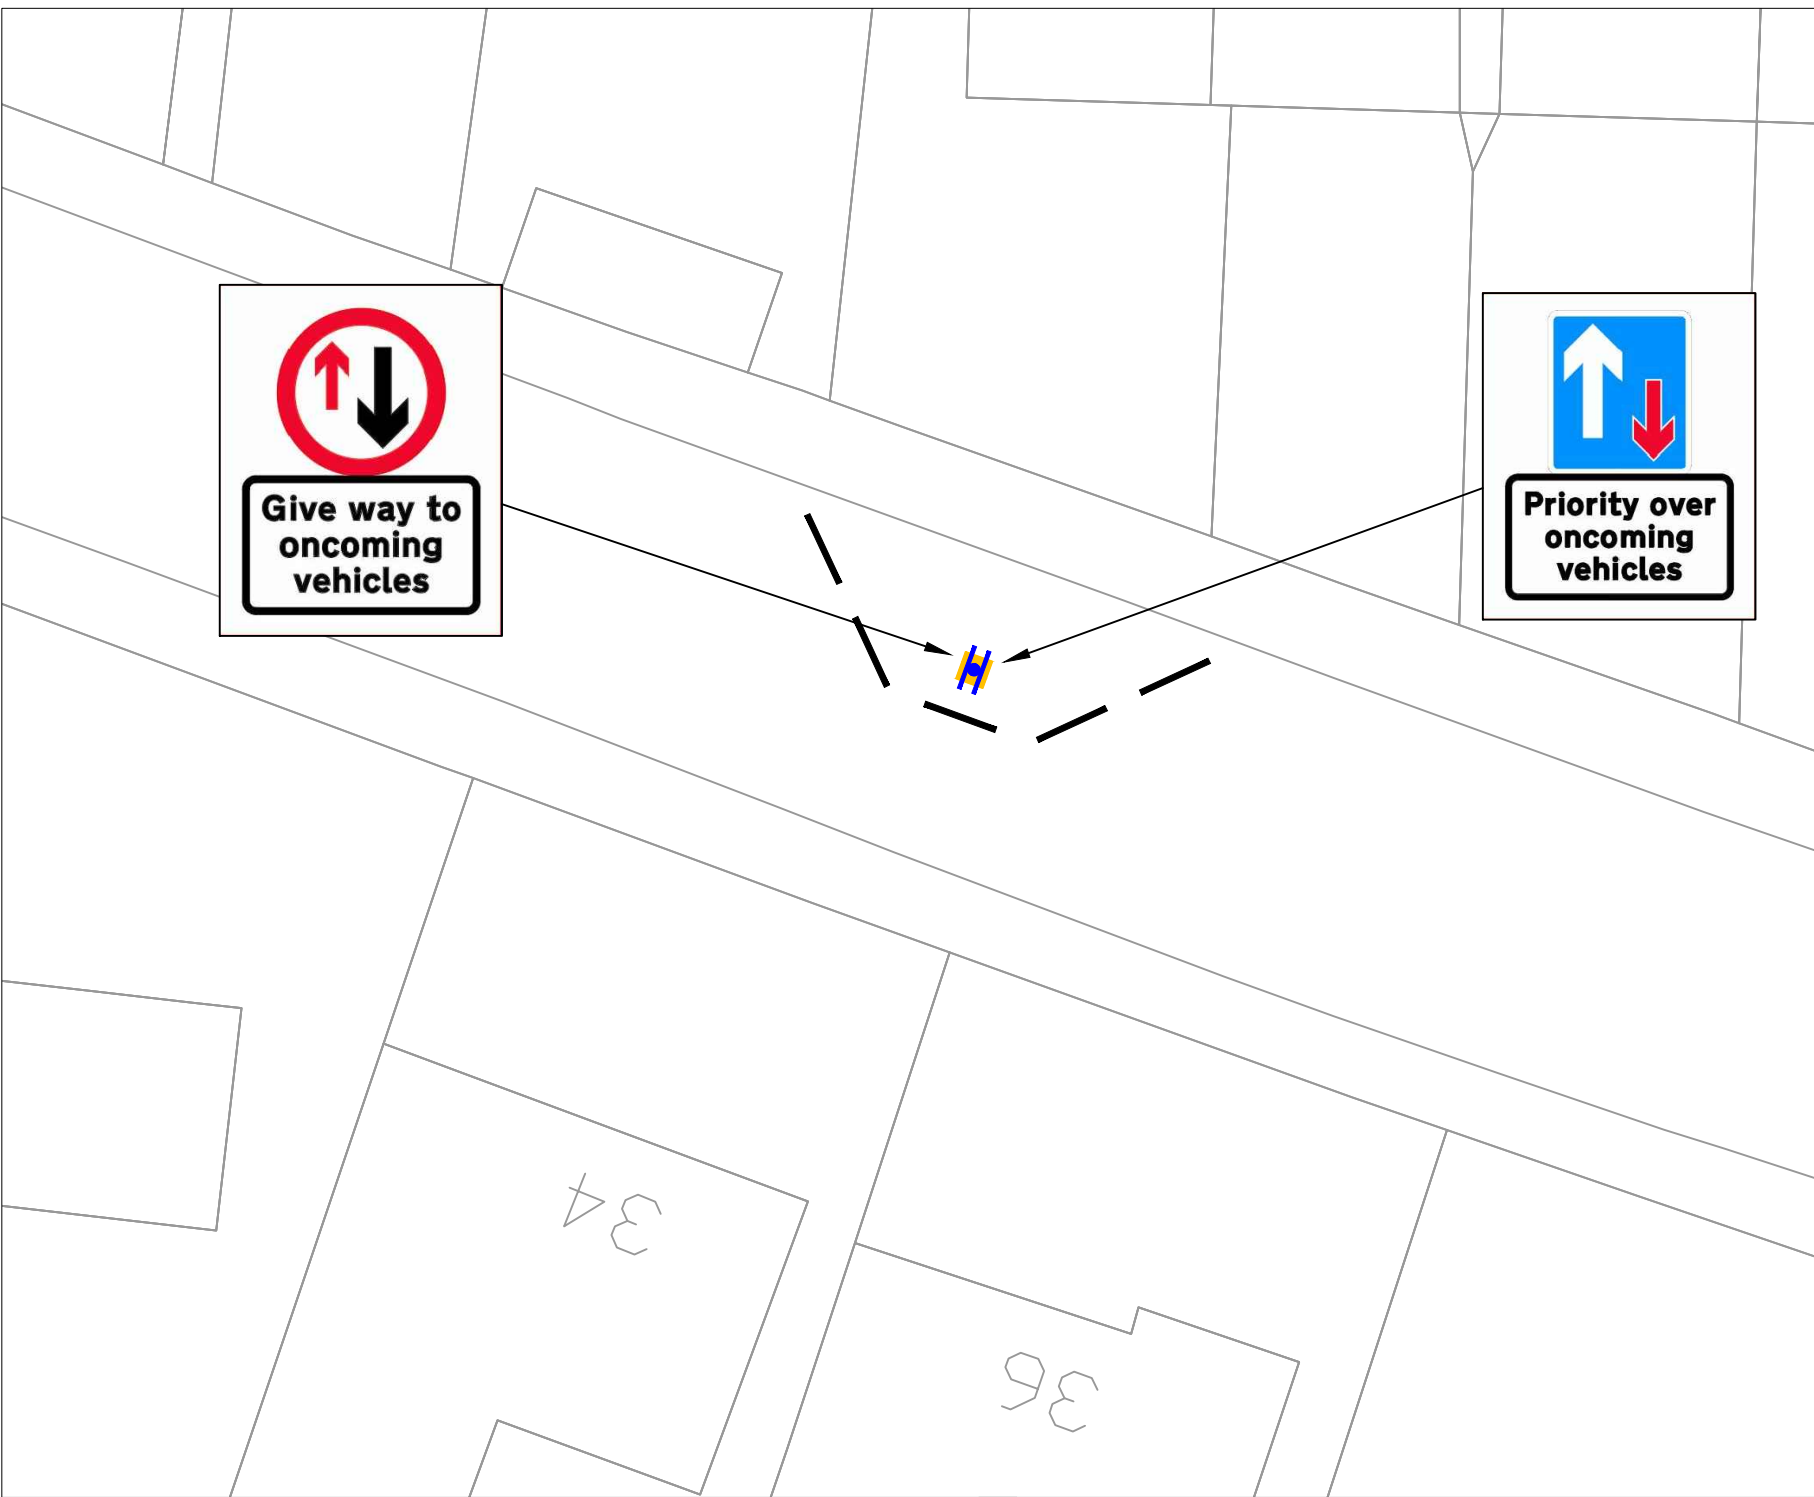 Give way to
oncoming
vehicles
Priority over
oncoming
vehicles
34
36